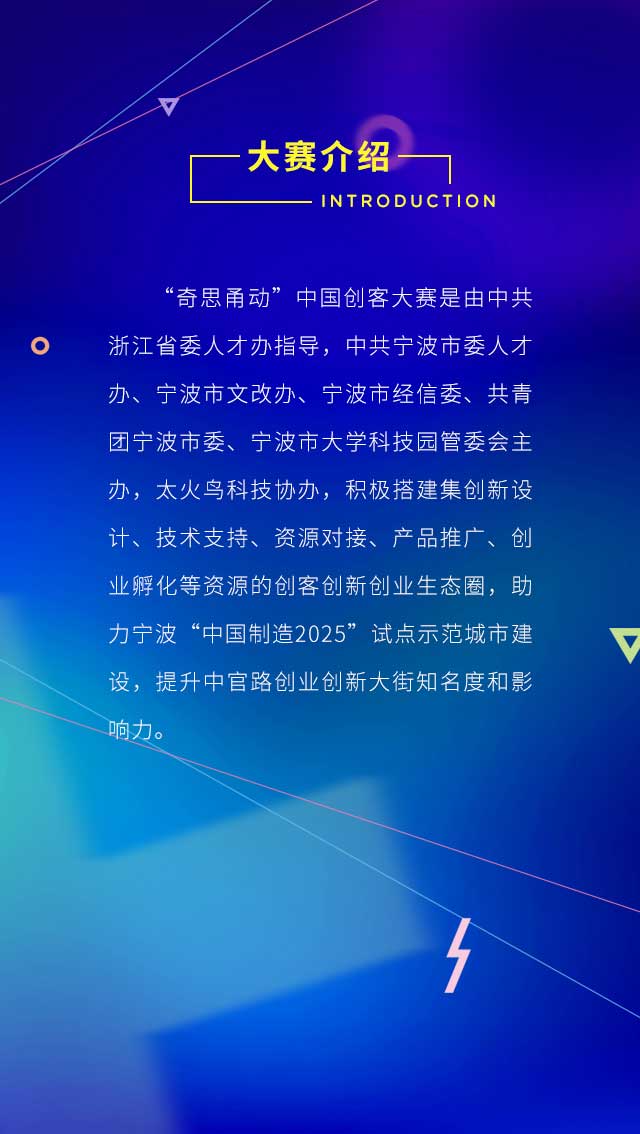 大赛介绍
INTRODUCTION
“奇思甬动”中国创客大赛是由中共
浙江省委人才办指导，中共宁波市委人才
办、宁波市文改办、宁波市经信委、共青
团宁波市委、宁波市大学科技园管委会主
办，太火鸟科技协办，积极搭建集创新设
计、技术支持、资源对接、产品推广、创
业孵化等资源的创客创新创业生态圈，助
力宁波“中国制造2025”试点示范城市建
设，提升中官路创业创新大街知名度和影
响力。